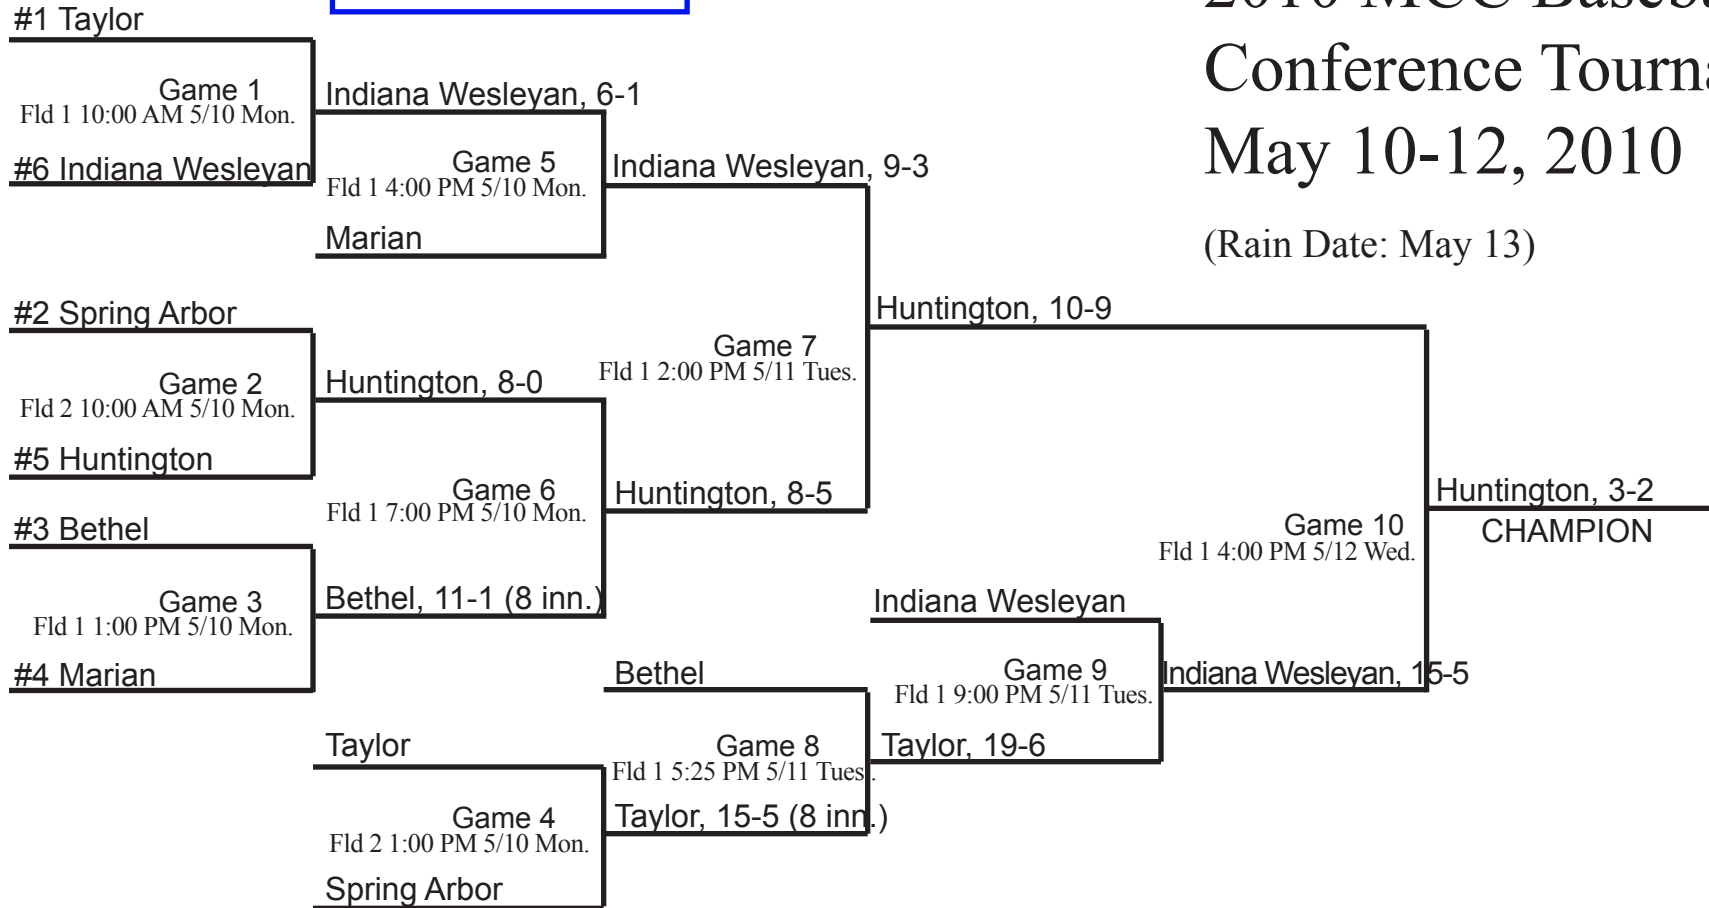 2010 MCC Baseba
Conference Tourna
May 10-12, 2010
(Rain Date: May 13)
#1 Taylor
Game 1
Fld 1 10:00 AM 5/10 Mon.
#6 Indiana Wesleyan
Indiana Wesleyan, 6-1
Game 5
Fld 1 4:00 PM 5/10 Mon.
Marian
Indiana Wesleyan, 9-3
#2 Spring Arbor
Game 2
Fld 2 10:00 AM 5/10 Mon.
#5 Huntington
Huntington, 8-0
Game 6
Fld 1 7:00 PM 5/10 Mon.
Game 7
Fld 1 2:00 PM 5/11 Tues.
Huntington, 8-5
Huntington, 10-9
#3 Bethel
Game 3
Fld 1 1:00 PM 5/10 Mon.
#4 Marian
Bethel, 11-1 (8 inn.)
Game 10
Fld 1 4:00 PM 5/12 Wed.
Huntington, 3-2
CHAMPION
Indiana Wesleyan
Game 9
Fld 1 9:00 PM 5/11 Tues.
Indiana Wesleyan, 15-5
Bethel
Game 8
Fld 1 5:25 PM 5/11 Tues..
Taylor, 19-6
Taylor
Game 4
Fld 2 1:00 PM 5/10 Mon.
Spring Arbor
Taylor, 15-5 (8 inn.)